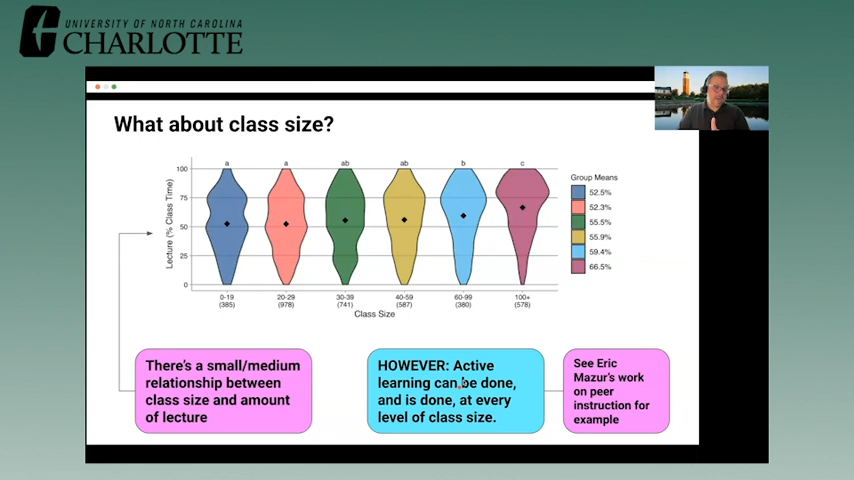 UNIVERSITY OF NORTH CAROLINA
CHARLOTTE
What about class size?
a a ab ab b c
100
75
50
25
0
Lecture (% Class Time)
0-19 20-29 30-39 40-59 60-99 100+
(385) (978) (741) (587) (380) (578)
Class Size
Group Means
52.5%
52.3%
55.5%
55.9%
59.4%
66.5%
There's a small/medium
relationship between
class size and amount
of lecture
HOWEVER: Active
learning can be done,
and is done, at every
level of class size.
See Eric
Mazur's work
on peer
instruction for
example